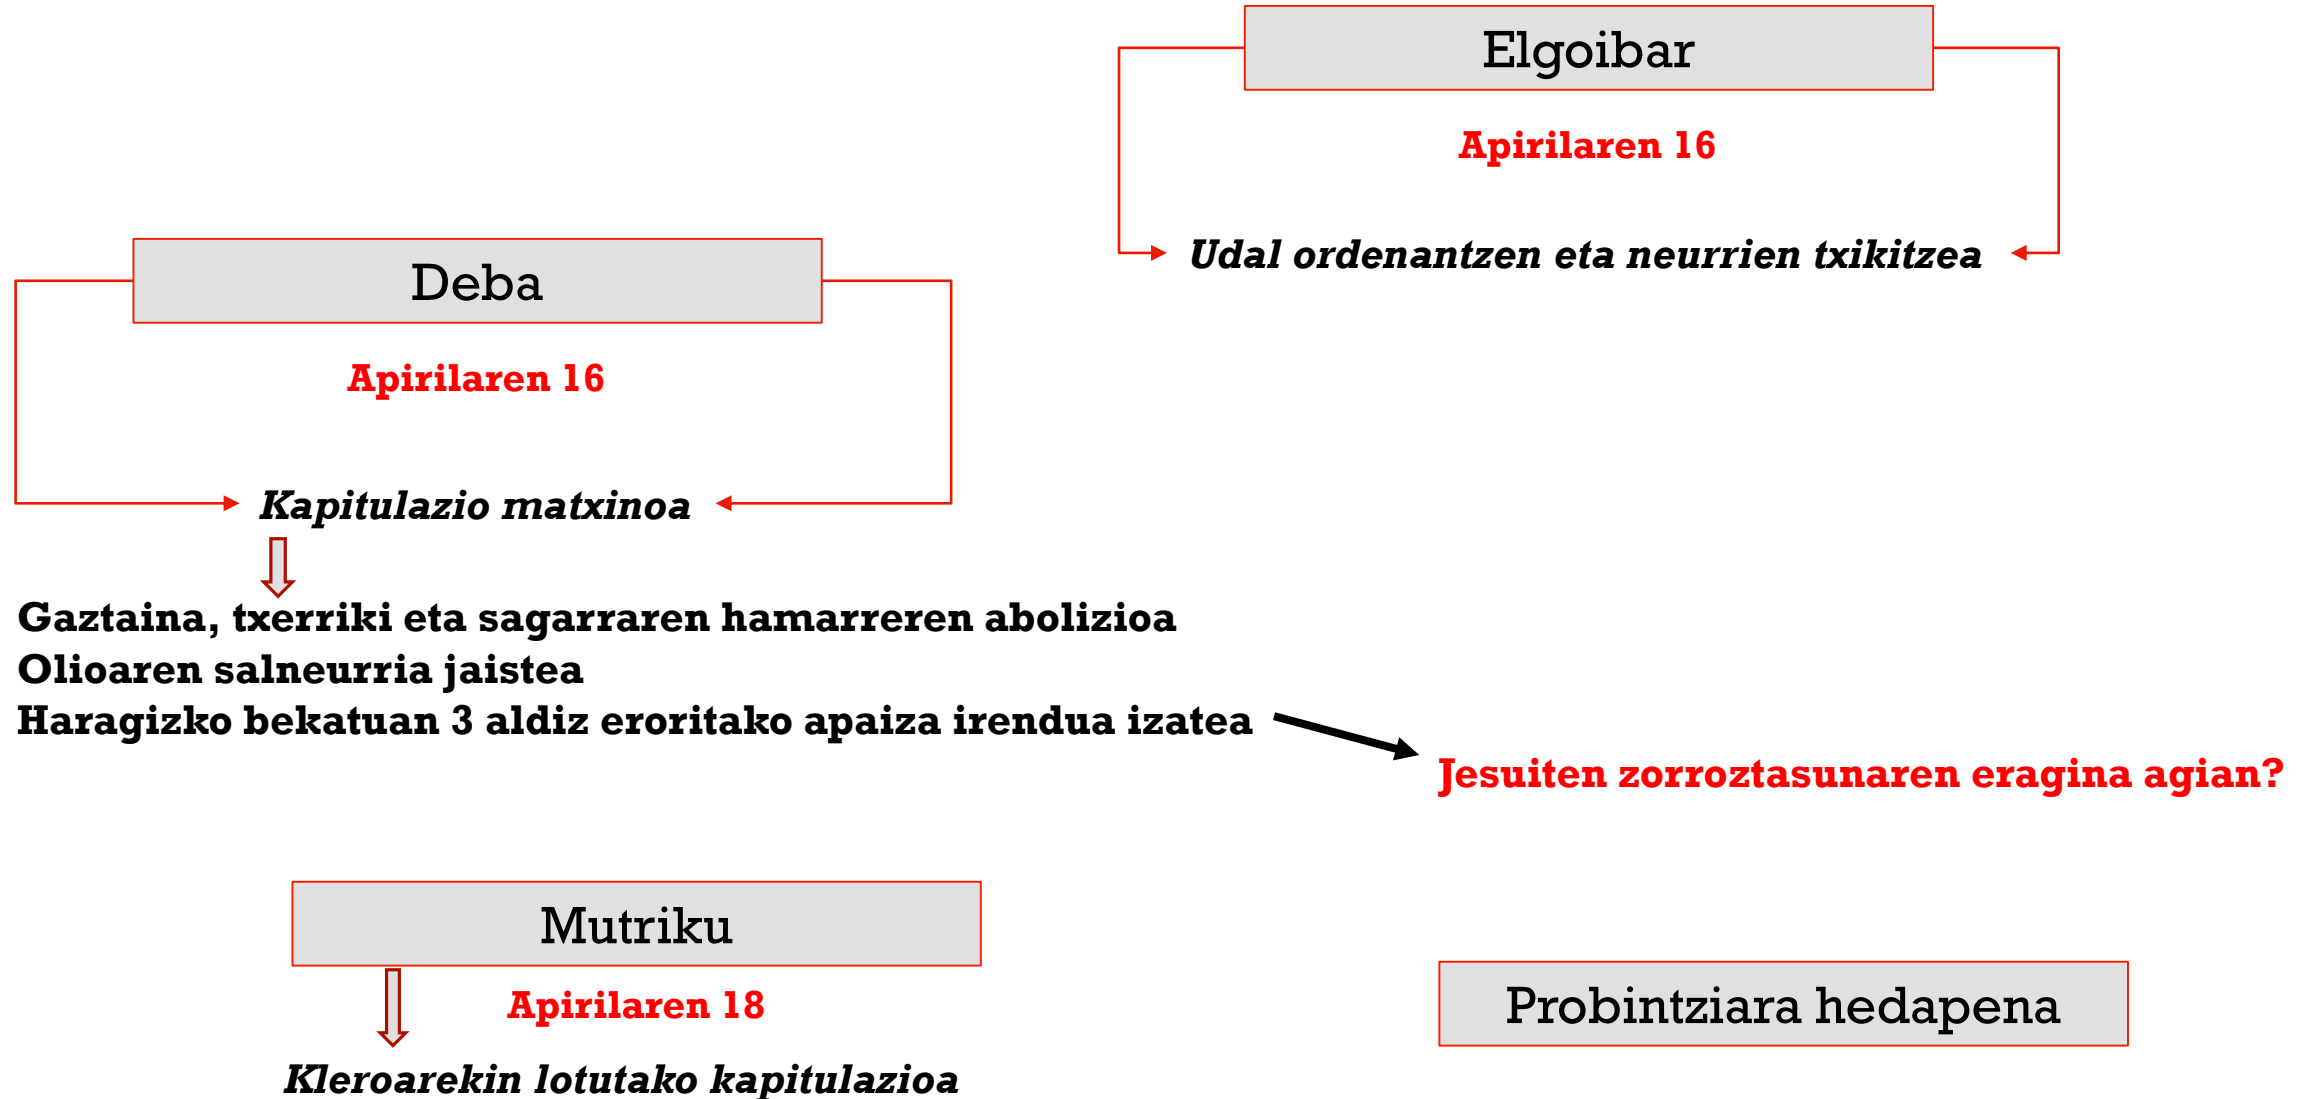 Elgoibar
Apirilaren 16
Udal ordenantzen eta neurrien txikitzea
Deba
Apirilaren 16
Kapitulazio matxinoa
Gaztaina, txerriki eta sagarraren hamarreren abolizioa
Olioaren salneurria jaistea
Haragizko bekatuan 3 aldiz eroritako apaiza irendua izatea
Jesuiten zorroztasunaren eragina agian?
Mutriku
Apirilaren 18
Kleroarekin lotutako kapitulazioa
Probintziara hedapena